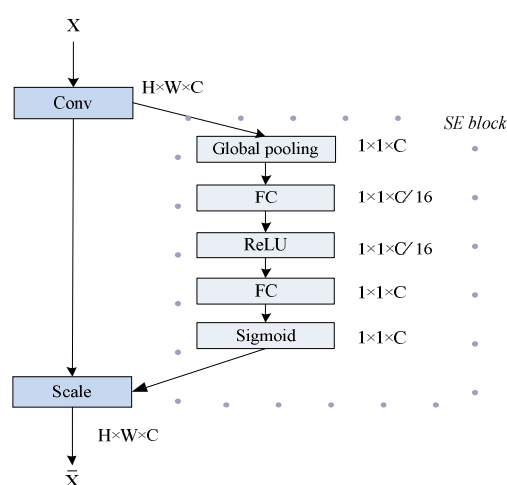 X
Conv
H×W×C
SE block
Global pooling
1×1×C
FC
1×1×C/16
ReLU
1×1×C/16
FC
1×1×C
Sigmoid
1×1×C
Scale
H×W×C
X̄